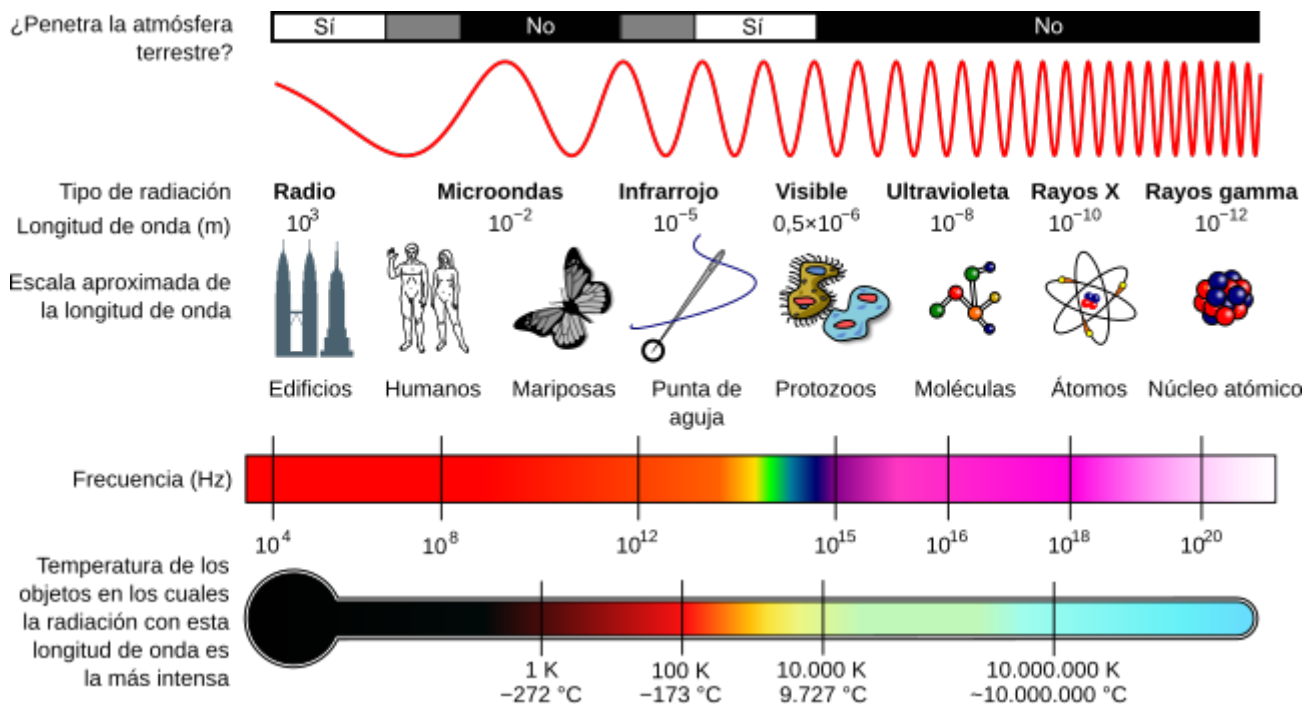 ¿Penetra la atmósfera
terrestre?
Sí No Sí No
Tipo de radiación Radio Microondas Infrarrojo Visible Ultravioleta Rayos X Rayos gamma
Longitud de onda (m) 10³ 10⁻² 10⁻⁵ 0,5×10⁻⁶ 10⁻⁸ 10⁻¹⁰ 10⁻¹²
Escala aproximada de
la longitud de onda
Edificios Humanos Mariposas Punta de aguja Protozoos Moléculas Átomos Núcleo atómico
Frecuencia (Hz)
10⁴ 10⁸ 10¹² 10¹⁵ 10¹⁶ 10¹⁸ 10²⁰
Temperatura de los
objetos en los cuales
la radiación con esta
longitud de onda es
la más intensa
1 K 100 K 10.000 K 10.000.000 K
−272 °C −173 °C 9.727 °C ~10.000.000 °C